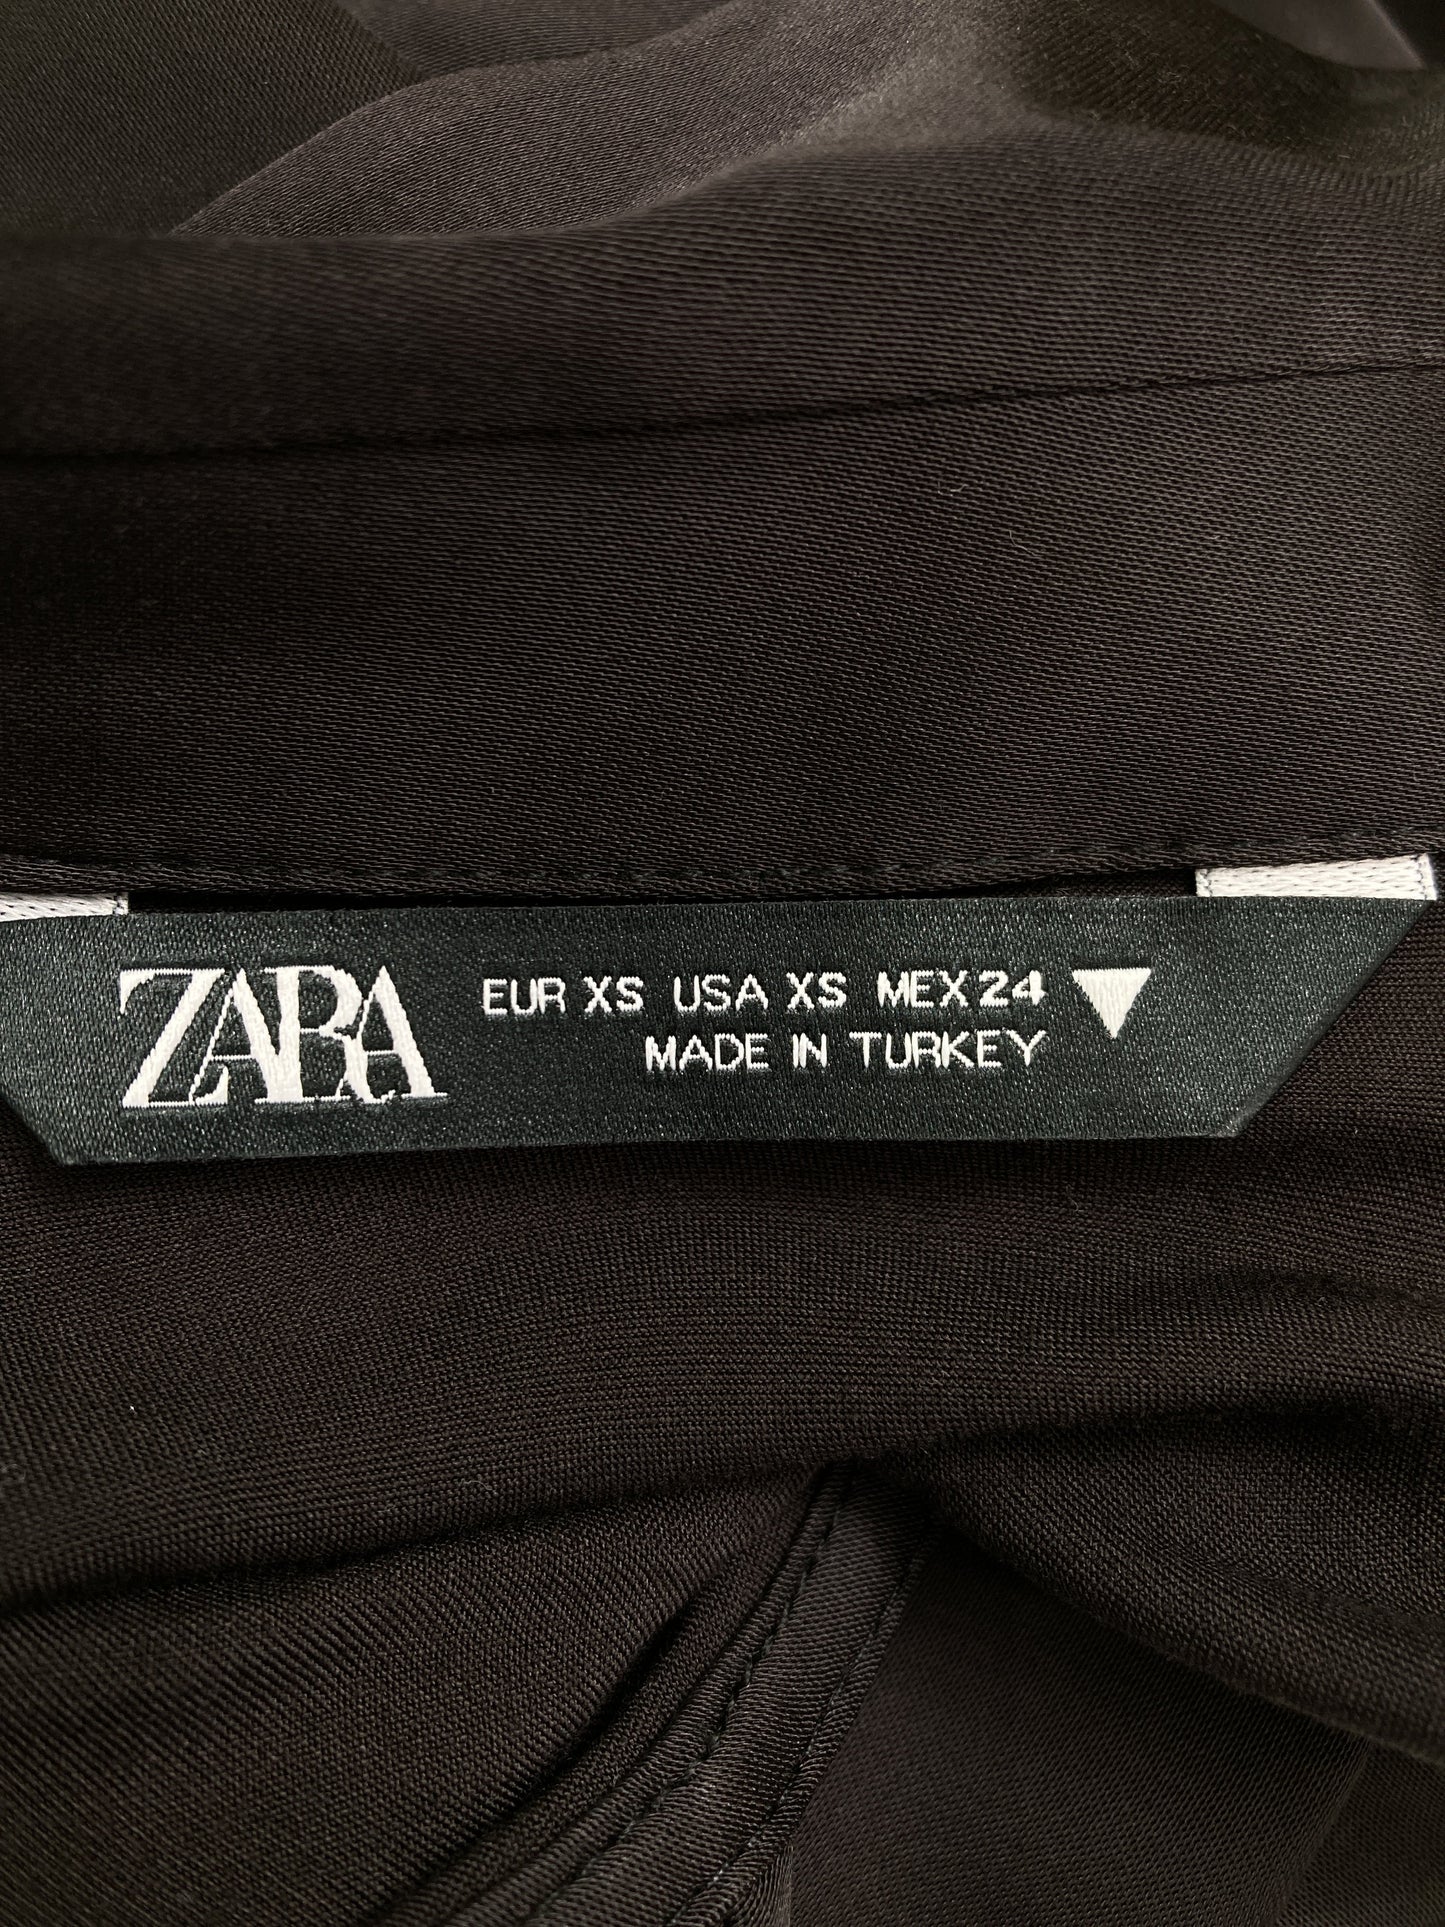 ZARA
EUR XS USA XS MEX 24
MADE IN TURKEY